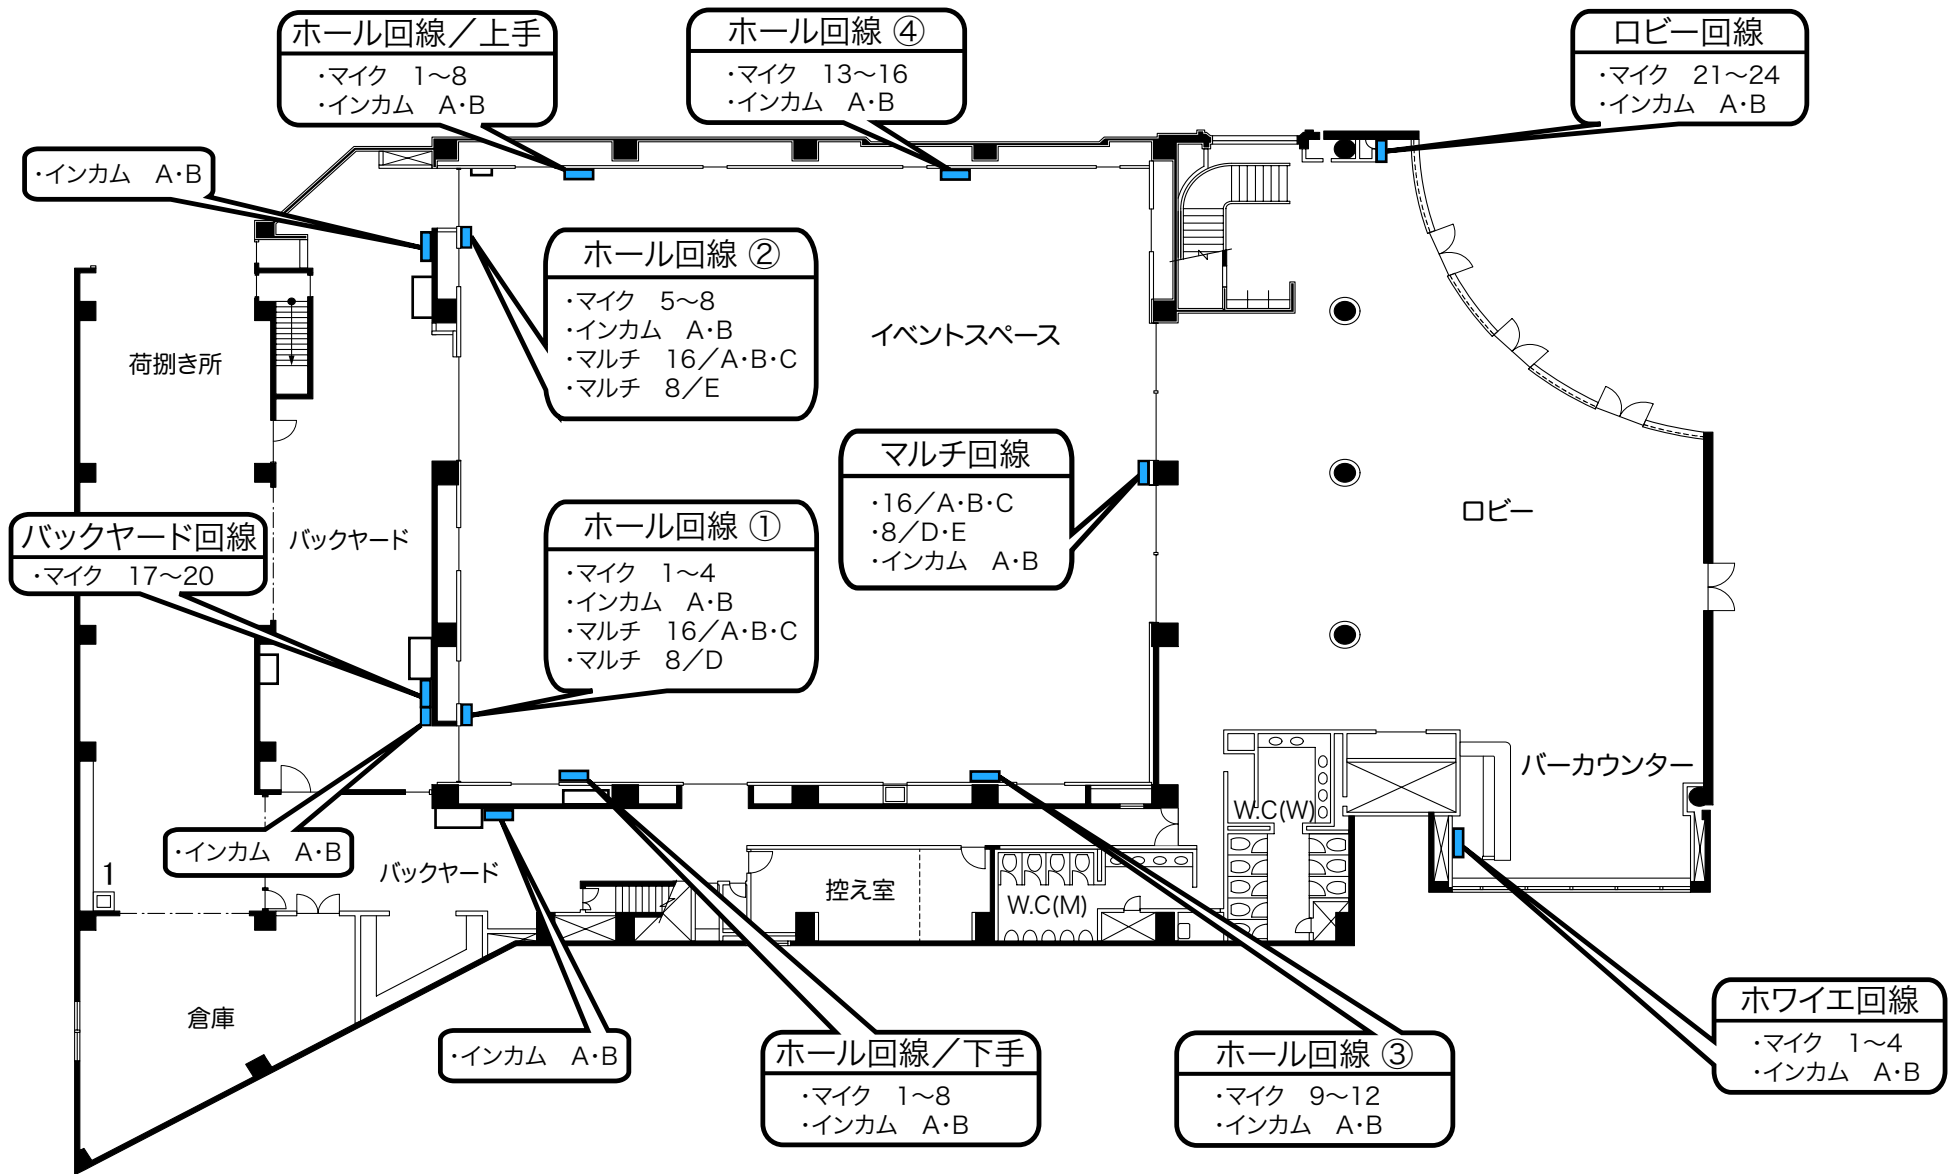 ホール回線／上手
・マイク　1～8
・インカム　A・B
ホール回線 ④
・マイク　13～16
・インカム　A・B
ロビー回線
・マイク　21～24
・インカム　A・B
・インカム　A・B
ホール回線 ②
・マイク　5～8
・インカム　A・B
・マルチ　16／A・B・C
・マルチ　8／E
イベントスペース
荷捌き所
マルチ回線
・16／A・B・C
・8／D・E
・インカム　A・B
ロビー
バックヤード回線
・マイク　17～20
バックヤード
ホール回線 ①
・マイク　1～4
・インカム　A・B
・マルチ　16／A・B・C
・マルチ　8／D
バーカウンター
W.C(W)
・インカム　A・B
1
バックヤード
控え室
W.C(M)
倉庫
・インカム　A・B
ホール回線／下手
・マイク　1～8
・インカム　A・B
ホール回線 ③
・マイク　9～12
・インカム　A・B
ホワイエ回線
・マイク　1～4
・インカム　A・B